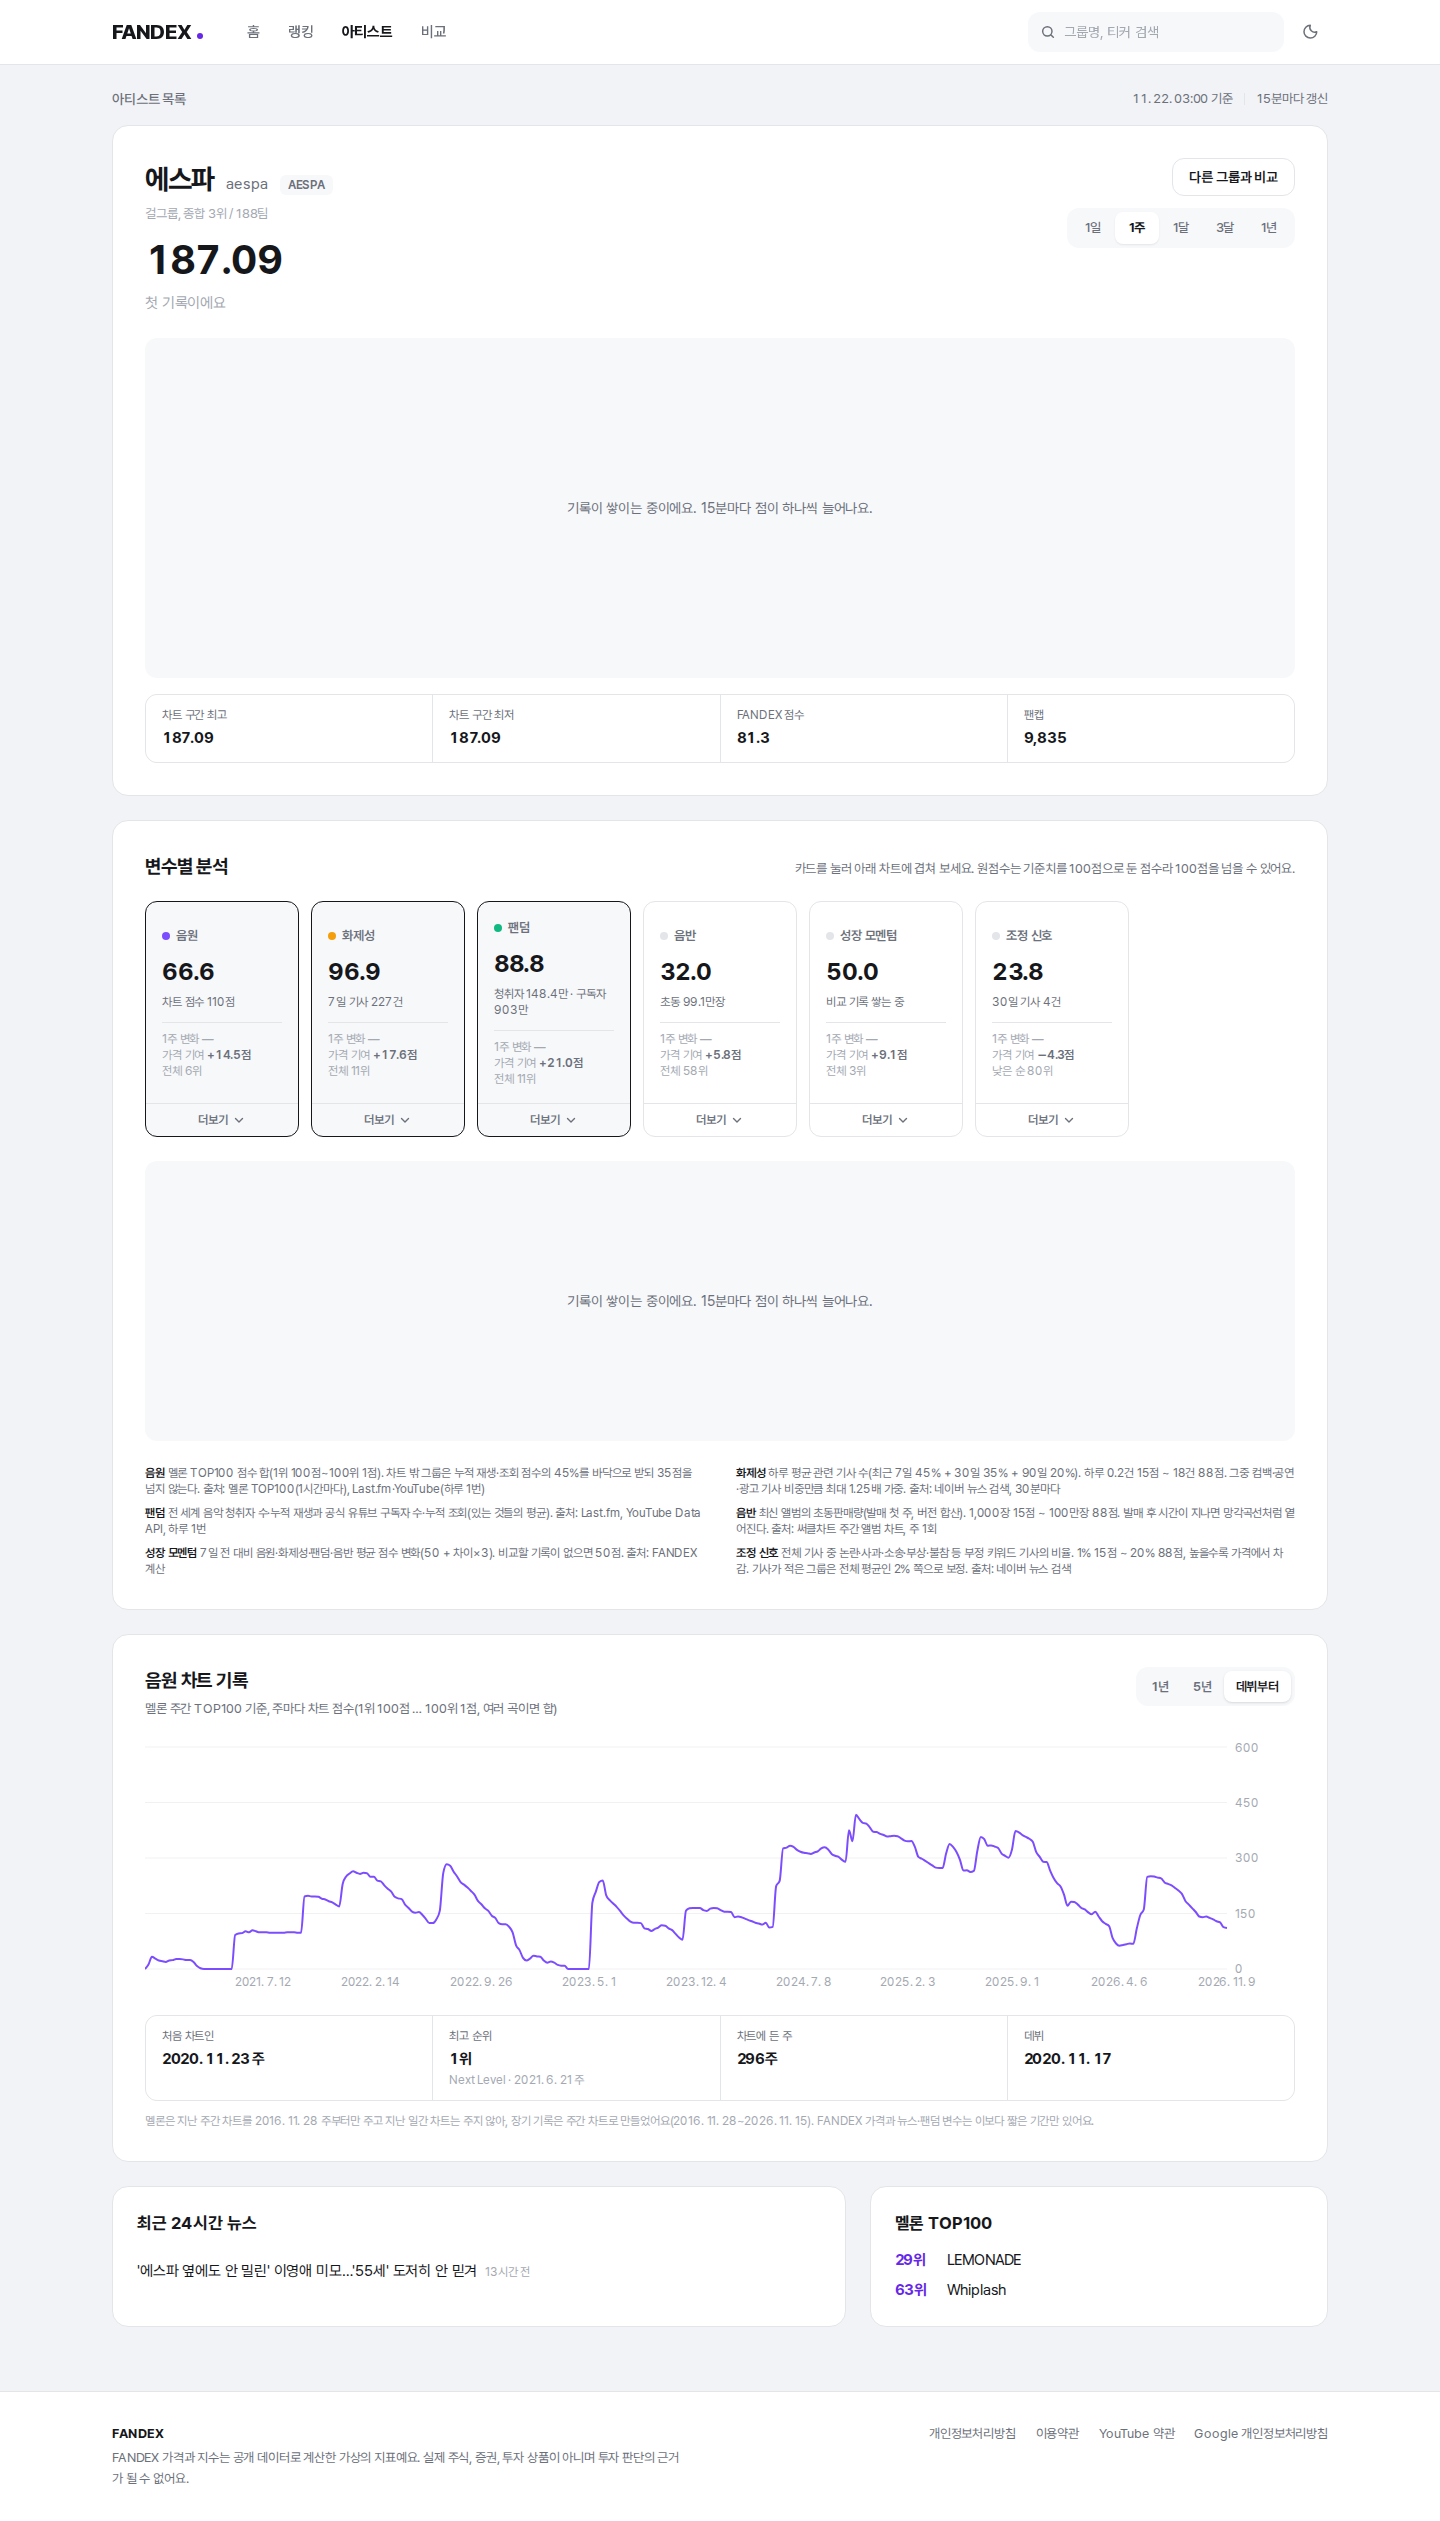 FANDEX
홈 랭킹 아티스트 비교
그룹명, 티커 검색
아티스트 목록
11. 22. 03:00 기준 15분마다 갱신
에스파 aespa AESPA
다른 그룹과 비교
걸그룹, 종합 3위 / 188팀
1일 1주 1달 3달 1년
187.09
첫 기록이에요
기록이 쌓이는 중이에요. 15분마다 점이 하나씩 늘어나요.
차트 구간 최고
187.09
차트 구간 최저
187.09
FANDEX 점수
81.3
팬캡
9,835
변수별 분석
카드를 눌러 아래 차트에 겹쳐 보세요. 원점수는 기준치를 100점으로 둔 점수라 100점을 넘을 수 있어요.
음원
66.6
차트 점수 110점
1주 변화 —
가격 기여 +14.5점
전체 6위
더보기
화제성
96.9
7일 기사 227건
1주 변화 —
가격 기여 +17.6점
전체 11위
더보기
팬덤
88.8
청취자 148.4만 · 구독자
903만
1주 변화 —
가격 기여 +21.0점
전체 11위
더보기
음반
32.0
초동 99.1만장
1주 변화 —
가격 기여 +5.8점
전체 58위
더보기
성장 모멘텀
50.0
비교 기록 쌓는 중
1주 변화 —
가격 기여 +9.1점
전체 3위
더보기
조정 신호
23.8
30일 기사 4건
1주 변화 —
가격 기여 −4.3점
낮은 순 80위
더보기
기록이 쌓이는 중이에요. 15분마다 점이 하나씩 늘어나요.
음원 멜론 TOP100 점수 합(1위 100점~100위 1점). 차트 밖 그룹은 누적 재생·조회 점수의 45%를 바닥으로 받되 35점을
넘지 않는다. 출처: 멜론 TOP100(1시간마다), Last.fm·YouTube(하루 1번)
화제성 하루 평균 관련 기사 수(최근 7일 45% + 30일 35% + 90일 20%). 하루 0.2건 15점 ~ 18건 88점. 그중 컴백·공연
·광고 기사 비중만큼 최대 1.25배 가중. 출처: 네이버 뉴스 검색, 30분마다
팬덤 전 세계 음악 청취자 수·누적 재생과 공식 유튜브 구독자 수·누적 조회(있는 것들의 평균). 출처: Last.fm, YouTube Data
API, 하루 1번
음반 최신 앨범의 초동판매량(발매 첫 주, 버전 합산). 1,000장 15점 ~ 100만장 88점. 발매 후 시간이 지나면 망각곡선처럼 옅
어진다. 출처: 써클차트 주간 앨범 차트, 주 1회
성장 모멘텀 7일 전 대비 음원·화제성·팬덤·음반 평균 점수 변화(50 + 차이×3). 비교할 기록이 없으면 50점. 출처: FANDEX
계산
조정 신호 전체 기사 중 논란·사과·소송·부상·불참 등 부정 키워드 기사의 비율. 1% 15점 ~ 20% 88점, 높을수록 가격에서 차
감. 기사가 적은 그룹은 전체 평균인 2% 쪽으로 보정. 출처: 네이버 뉴스 검색
음원 차트 기록
1년 5년 데뷔부터
멜론 주간 TOP100 기준, 주마다 차트 점수(1위 100점 … 100위 1점, 여러 곡이면 합)
600
450
300
150
0
2021. 7. 12 2022. 2. 14 2022. 9. 26 2023. 5. 1 2023. 12. 4 2024. 7. 8 2025. 2. 3 2025. 9. 1 2026. 4. 6 2026. 11. 9
처음 차트인
2020. 11. 23 주
최고 순위
1위
Next Level · 2021. 6. 21 주
차트에 든 주
296주
데뷔
2020. 11. 17
멜론은 지난 주간 차트를 2016. 11. 28 주부터만 주고 지난 일간 차트는 주지 않아, 장기 기록은 주간 차트로 만들었어요(2016. 11. 28~2026. 11. 15). FANDEX 가격과 뉴스·팬덤 변수는 이보다 짧은 기간만 있어요.
최근 24시간 뉴스
'에스파 옆에도 안 밀린' 이영애 미모…'55세' 도저히 안 믿겨 13시간 전
멜론 TOP100
29위 LEMONADE
63위 Whiplash
FANDEX
FANDEX 가격과 지수는 공개 데이터로 계산한 가상의 지표예요. 실제 주식, 증권, 투자 상품이 아니며 투자 판단의 근거
가 될 수 없어요.
개인정보처리방침 이용약관 YouTube 약관 Google 개인정보처리방침